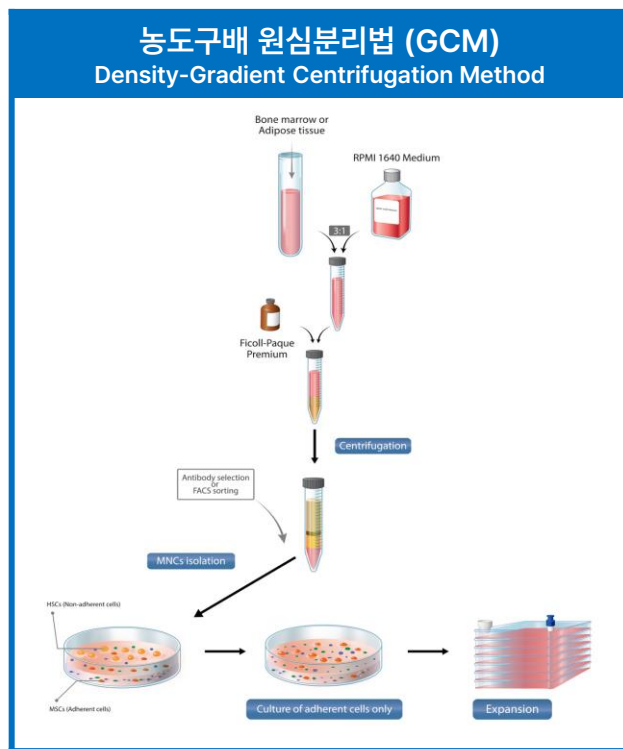 농도구배 원심분리법 (GCM)
Density-Gradient Centrifugation Method
Bone marrow or
Adipose tissue
RPMI 1640 Medium
3:1
Ficoll-Paque
Premium
Centrifugation
Antibody selection
or
FACS sorting
MNCs isolation
HSCs (Non-adherent cells)
MSCs (Adherent cells)
Culture of adherent cells only
Expansion